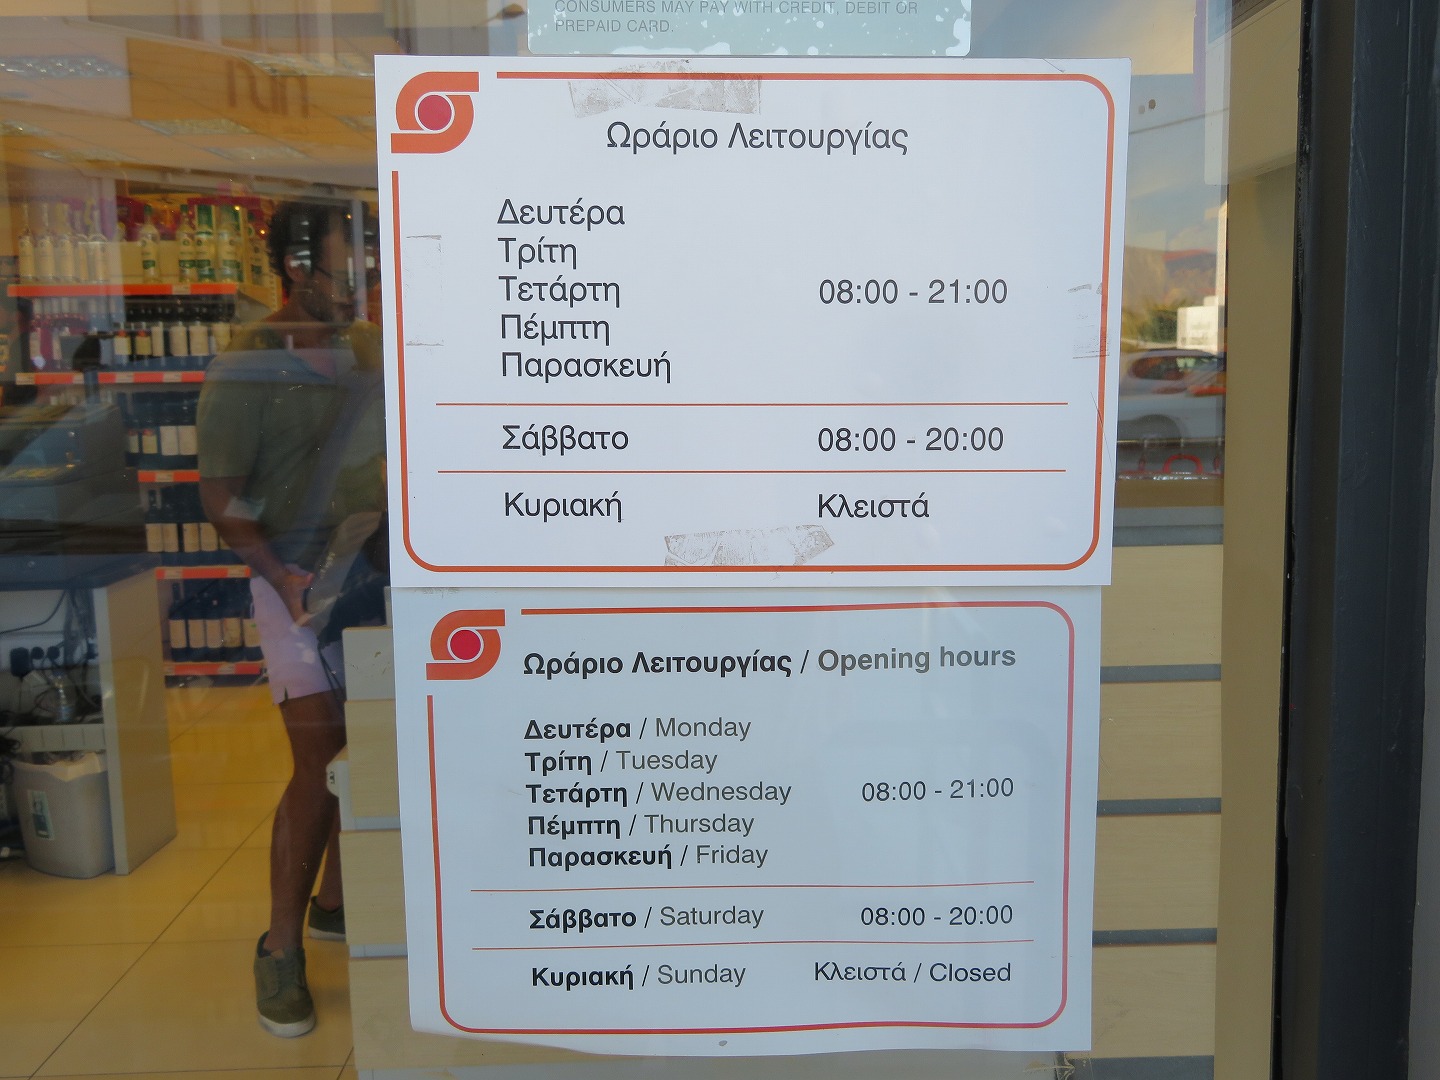 CONSUMERS MAY PAY WITH CREDIT, DEBIT OR
PREPAID CARD.
Ωράριο Λειτουργίας
Δευτέρα
Τρίτη
Τετάρτη 08:00 - 21:00
Πέμπτη
Παρασκευή
Σάββατο 08:00 - 20:00
Κυριακή Κλειστά
Ωράριο Λειτουργίας / Opening hours
Δευτέρα / Monday
Τρίτη / Tuesday
Τετάρτη / Wednesday 08:00 - 21:00
Πέμπτη / Thursday
Παρασκευή / Friday
Σάββατο / Saturday 08:00 - 20:00
Κυριακή / Sunday Κλειστά / Closed